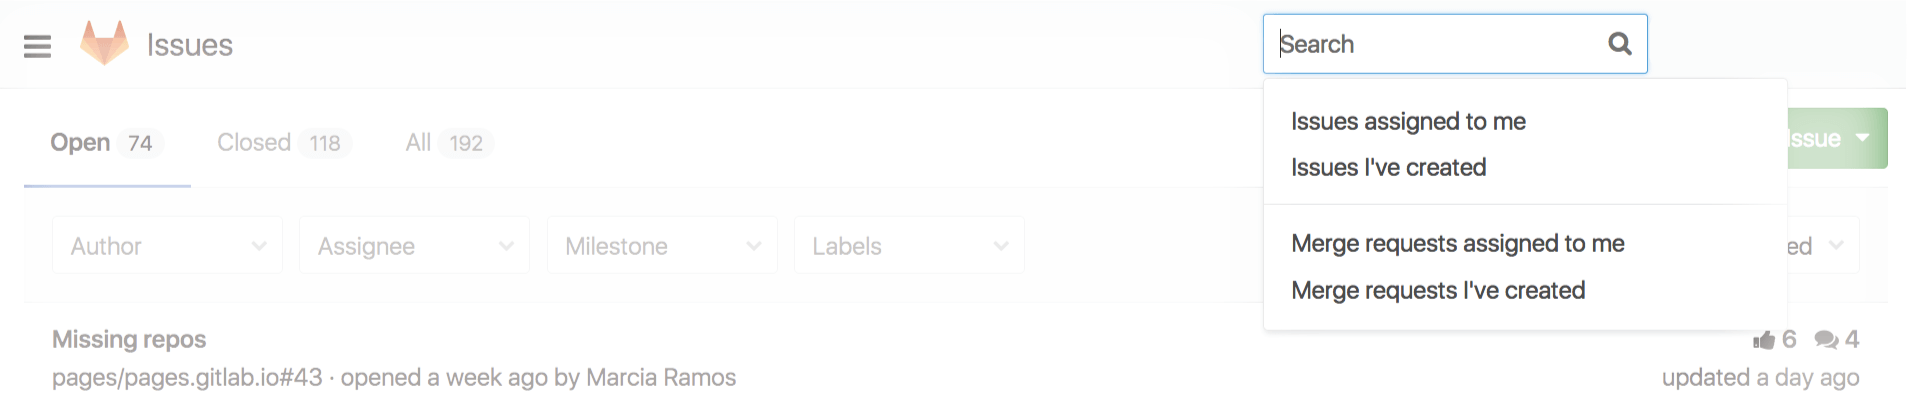 Issues
Search
Issues assigned to me
Issues I've created
Merge requests assigned to me
Merge requests I've created
Open 74 Closed 118 All 192
Issue
Author Assignee Milestone Labels
Missing repos
6 4
pages/pages.gitlab.io#43 · opened a week ago by Marcia Ramos
updated a day ago